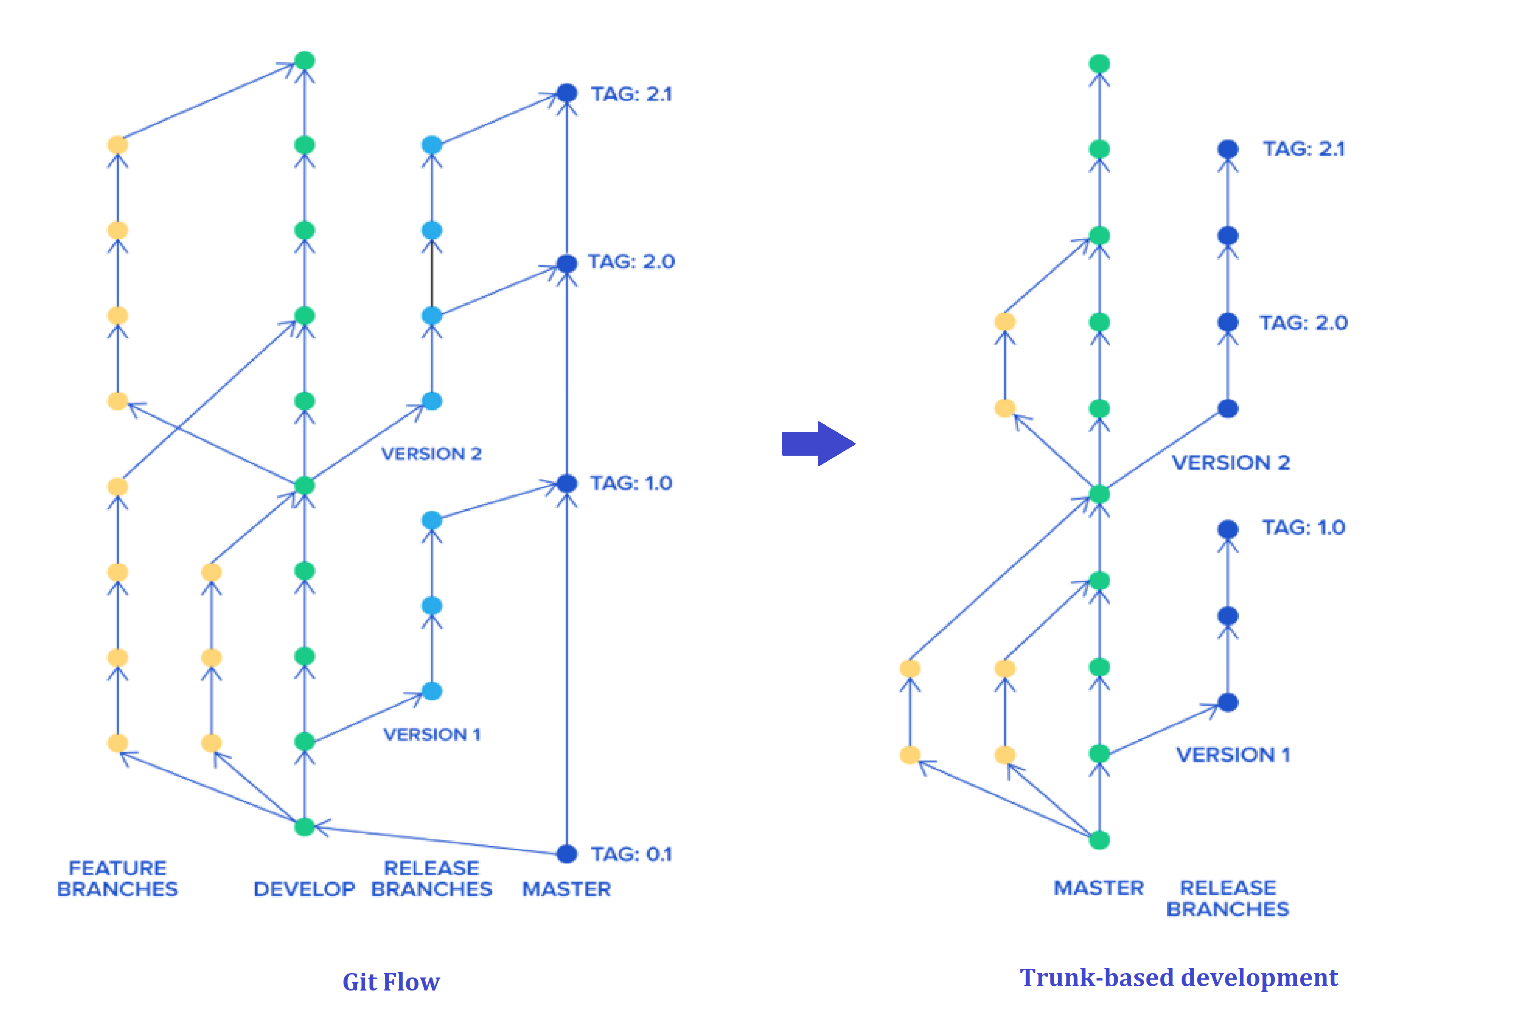 TAG: 2.1
TAG: 2.0
VERSION 2
TAG: 1.0
VERSION 1
TAG: 0.1
FEATURE
BRANCHES
DEVELOP
RELEASE
BRANCHES
MASTER
Git Flow
TAG: 2.1
TAG: 2.0
VERSION 2
TAG: 1.0
VERSION 1
MASTER
RELEASE
BRANCHES
Trunk-based development